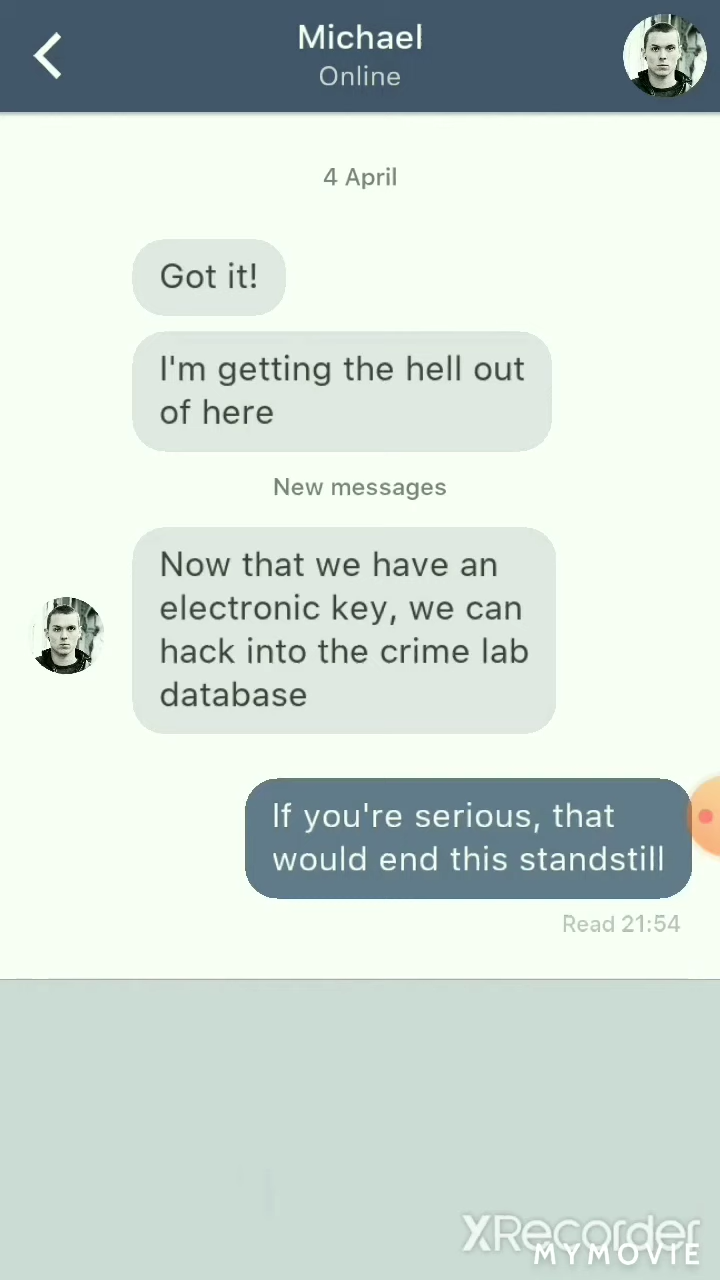 Michael
Online
4 April
Got it!
I'm getting the hell out
of here
New messages
Now that we have an
electronic key, we can
hack into the crime lab
database
If you're serious, that
would end this standstill
Read 21:54
XRecorder
MYMOVIE